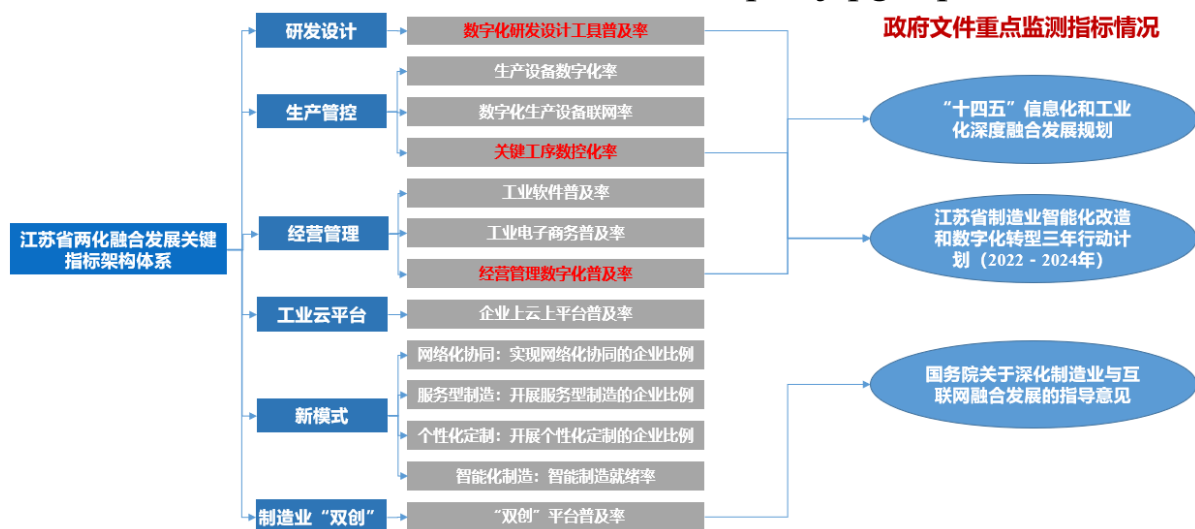 政府文件重点监测指标情况
江苏省两化融合发展关键
指标架构体系
研发设计
数字化研发设计工具普及率
生产管控
生产设备数字化率
数字化生产设备联网率
关键工序数控化率
经营管理
工业软件普及率
工业电子商务普及率
经营管理数字化普及率
工业云平台
企业上云上平台普及率
新模式
网络化协同：实现网络化协同的企业比例
服务型制造：开展服务型制造的企业比例
个性化定制：开展个性化定制的企业比例
智能化制造：智能制造就绪率
制造业“双创”
“双创”平台普及率
“十四五”信息化和工业
化深度融合发展规划
江苏省制造业智能化改造
和数字化转型三年行动计
划（2022 - 2024年）
国务院关于深化制造业与互
联网融合发展的指导意见